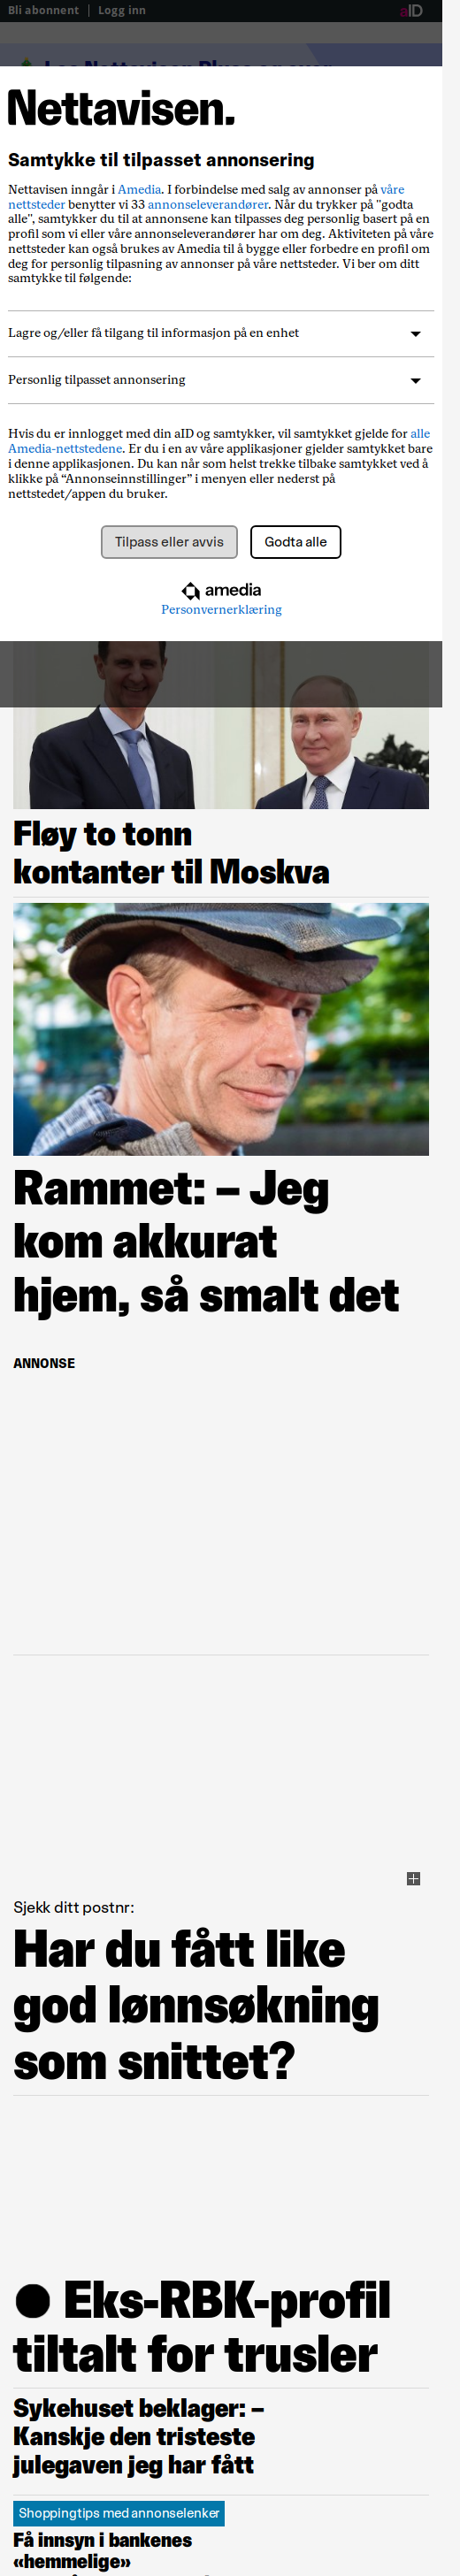 Bli abonnent | Logg inn
aID
Nettavisen.
Samtykke til tilpasset annonsering
Nettavisen inngår i Amedia. I forbindelse med salg av annonser på våre
nettsteder benytter vi 33 annonseleverandører. Når du trykker på "godta
alle", samtykker du til at annonsene kan tilpasses deg personlig basert på en
profil som vi eller våre annonseleverandører har om deg. Aktiviteten på våre
nettsteder kan også brukes av Amedia til å bygge eller forbedre en profil om
deg for personlig tilpasning av annonser på våre nettsteder. Vi ber om ditt
samtykke til følgende:
Lagre og/eller få tilgang til informasjon på en enhet
Personlig tilpasset annonsering
Hvis du er innlogget med din aID og samtykker, vil samtykket gjelde for alle
Amedia-nettstedene. Er du i en av våre applikasjoner gjelder samtykket bare
i denne applikasjonen. Du kan når som helst trekke tilbake samtykket ved å
klikke på “Annonseinnstillinger” i menyen eller nederst på
nettstedet/appen du bruker.
Tilpass eller avvis
Godta alle
amedia
Personvernerklæring
Fløy to tonn
kontanter til Moskva
Rammet: – Jeg
kom akkurat
hjem, så smalt det
ANNONSE
Sjekk ditt postnr:
Har du fått like
god lønnsøkning
som snittet?
● Eks-RBK-profil
tiltalt for trusler
Sykehuset beklager: –
Kanskje den tristeste
julegaven jeg har fått
Shoppingtips med annonselenker
Få innsyn i bankenes
«hemmelige»